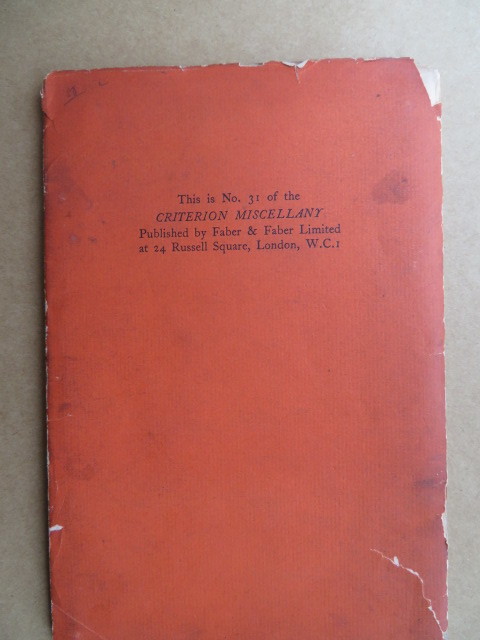 This is No. 31 of the
CRITERION MISCELLANY
Published by Faber & Faber Limited
at 24 Russell Square, London, W.C.1